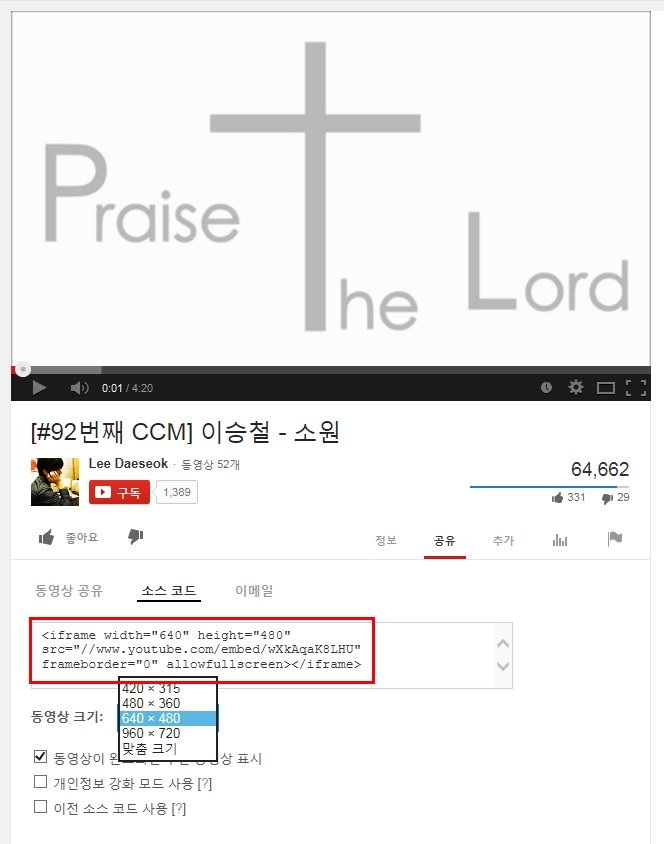 Praise
The Lord
0:01 / 4:20
[#92번째 CCM] 이승철 - 소원
Lee Daeseok · 동영상 52개
64,662
구독 1,389
331 29
좋아요
정보 공유 추가
동영상 공유 소스 코드 이메일
<iframe width="640" height="480"
src="//www.youtube.com/embed/wXkAqaK8LHU"
frameborder="0" allowfullscreen></iframe>
420 × 315
동영상 크기:
480 × 360
640 × 480
960 × 720
맞춤 크기
동영상이 동영상 표시
개인정보 강화 모드 사용 [?]
이전 소스 코드 사용 [?]